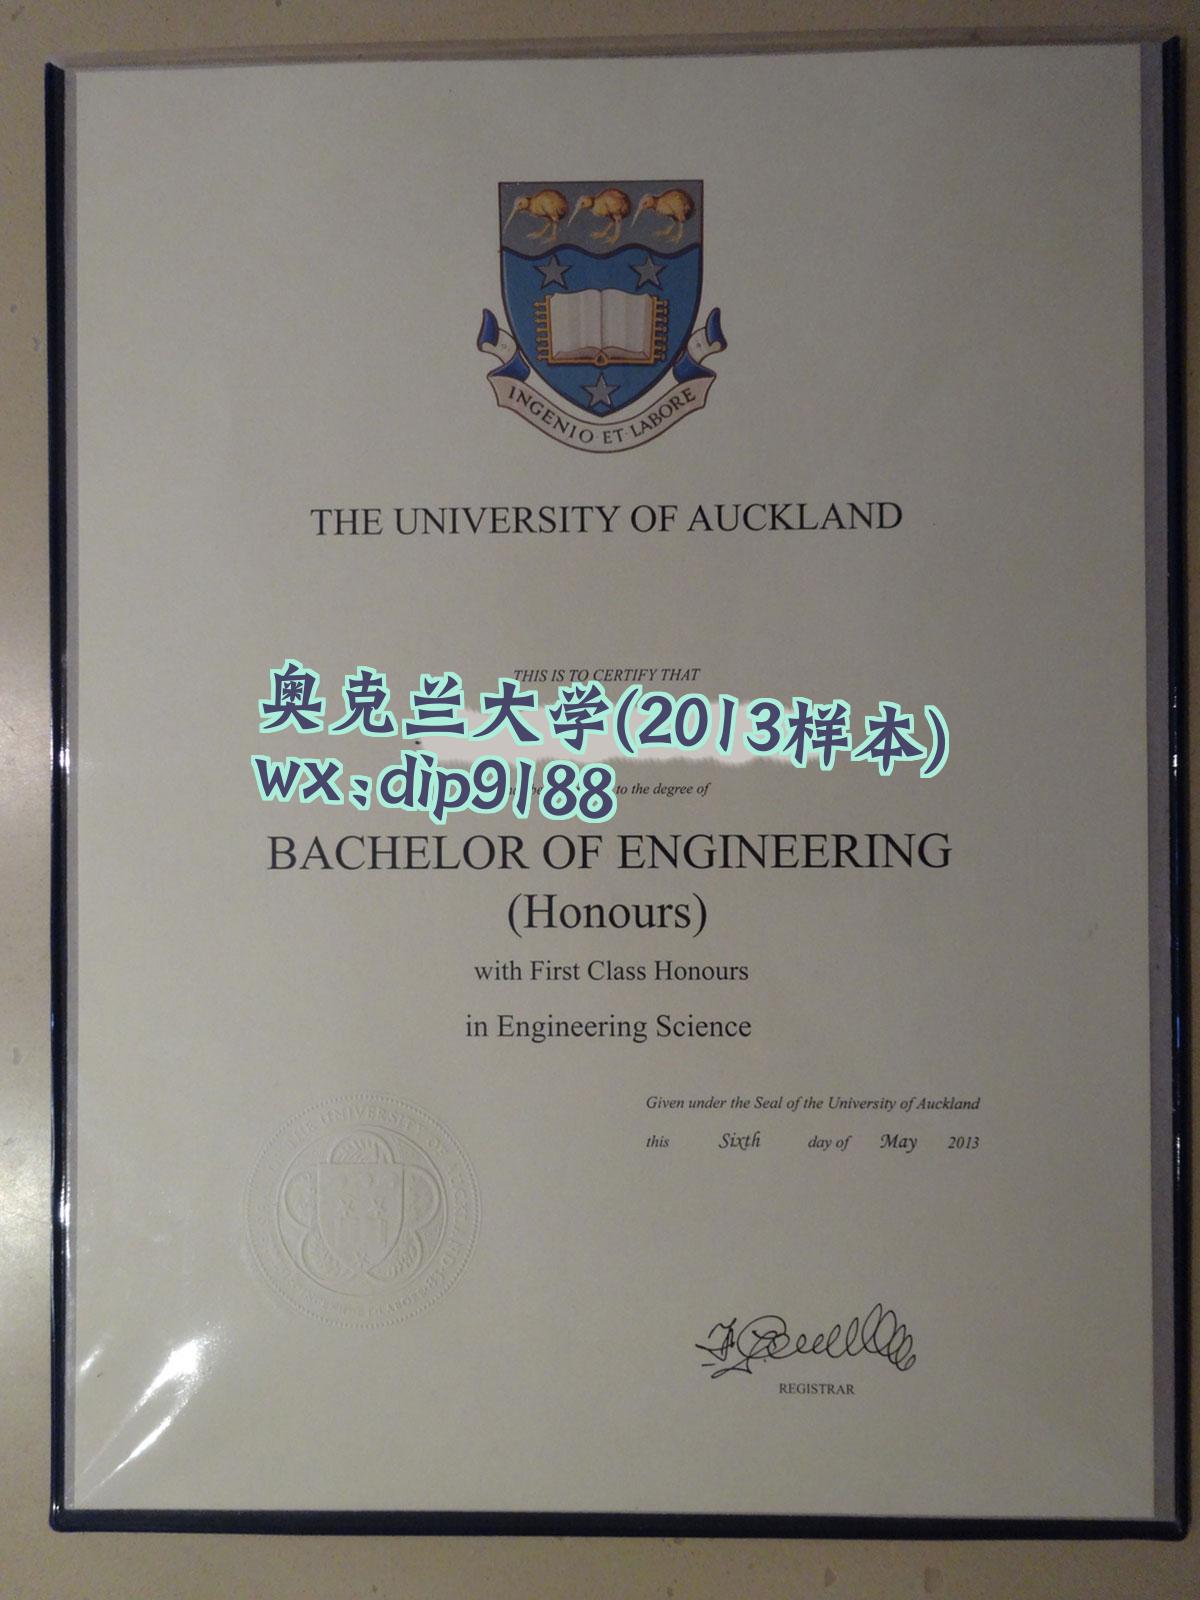 INGENIO ET LABORE
THE UNIVERSITY OF AUCKLAND
THIS IS TO CERTIFY THAT
奥克兰大学(2013样本)
wx:dip9188
to the degree of
BACHELOR OF ENGINEERING
(Honours)
with First Class Honours
in Engineering Science
Given under the Seal of the University of Auckland
this Sixth day of May 2013
REGISTRAR